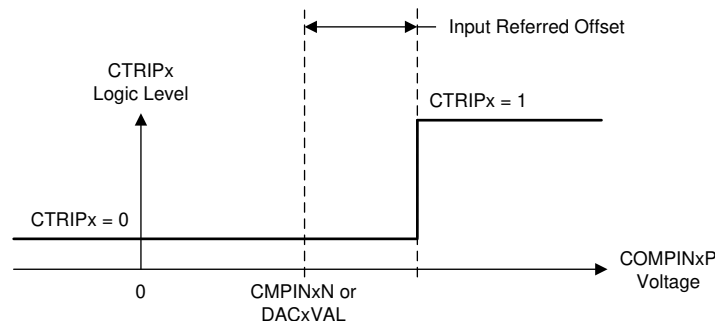 Input Referred Offset
CTRIPx
Logic Level
CTRIPx = 1
CTRIPx = 0
COMPINxP
Voltage
0
CMPINxN or
DACxVAL